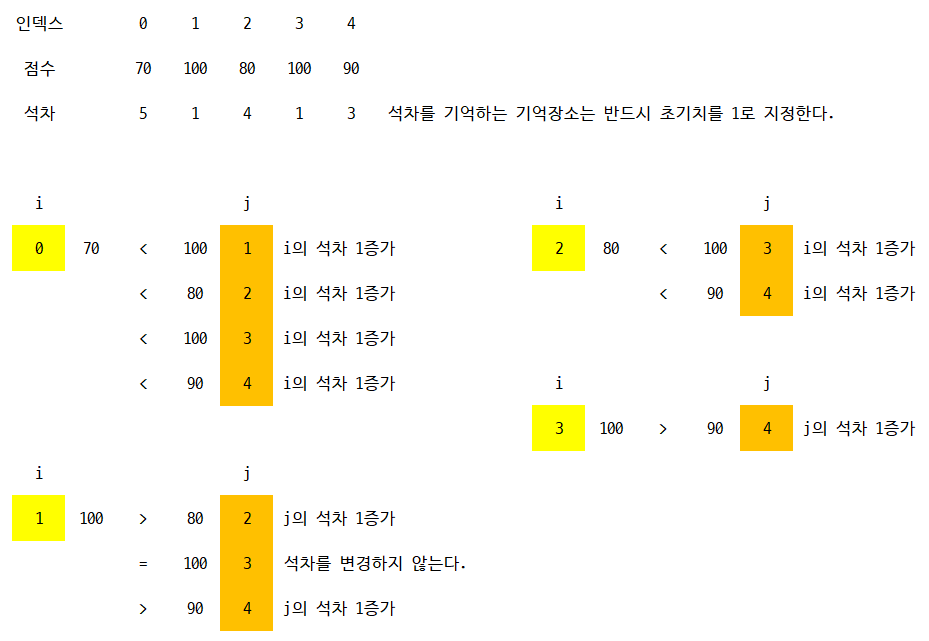 인덱스 0 1 2 3 4
점수 70 100 80 100 90
석차 5 1 4 1 3 석차를 기억하는 기억장소는 반드시 초기치를 1로 지정한다.
i j
0 70 < 100 1 i의 석차 1증가
< 80 2 i의 석차 1증가
< 100 3 i의 석차 1증가
< 90 4 i의 석차 1증가
i j
1 100 > 80 2 j의 석차 1증가
= 100 3 석차를 변경하지 않는다.
> 90 4 j의 석차 1증가
i j
2 80 < 100 3 i의 석차 1증가
< 90 4 i의 석차 1증가
i j
3 100 > 90 4 j의 석차 1증가